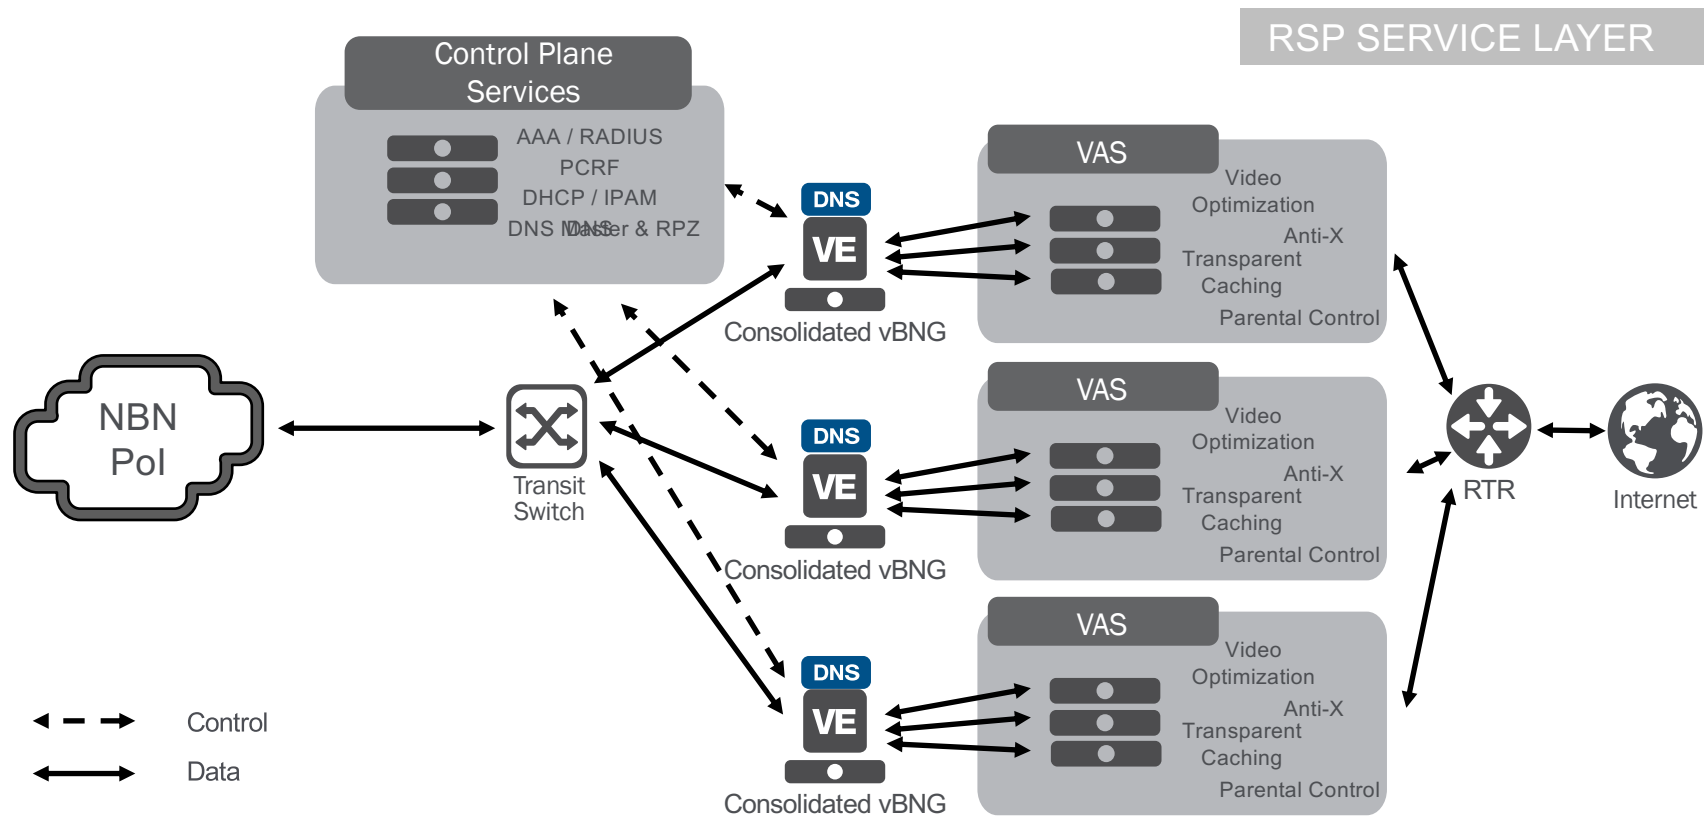 RSP SERVICE LAYER
Control Plane
Services
AAA / RADIUS
PCRF
DHCP / IPAM
DNS Master & RPZ
DNS
VE
Consolidated vBNG
VAS
Video
Optimization
Anti-X
Transparent
Caching
Parental Control
NBN
PoI
Transit
Switch
DNS
VE
Consolidated vBNG
VAS
Video
Optimization
Anti-X
Transparent
Caching
Parental Control
RTR
Internet
DNS
VE
Consolidated vBNG
VAS
Video
Optimization
Anti-X
Transparent
Caching
Parental Control
Control
Data